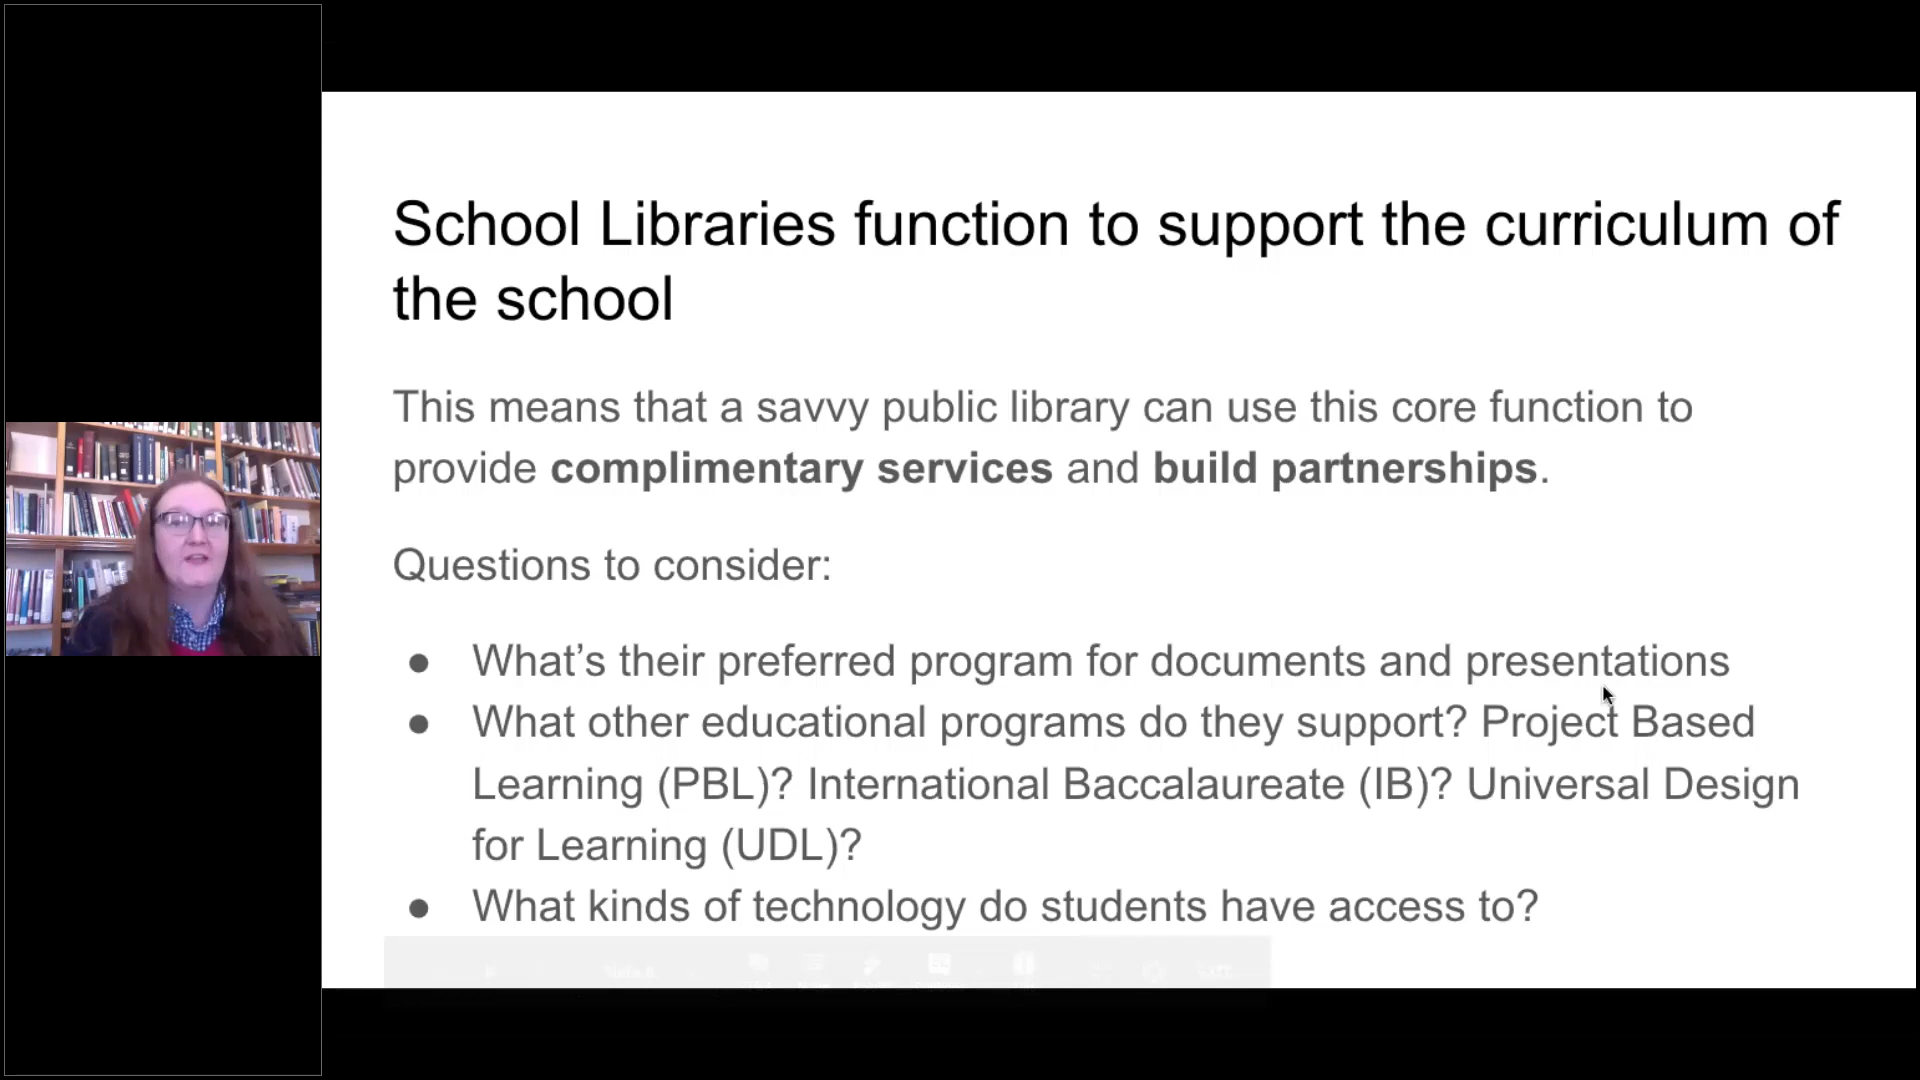 School Libraries function to support the curriculum of
the school
This means that a savvy public library can use this core function to
provide complimentary services and build partnerships.
Questions to consider:
● What’s their preferred program for documents and presentations
● What other educational programs do they support? Project Based
Learning (PBL)? International Baccalaureate (IB)? Universal Design
for Learning (UDL)?
● What kinds of technology do students have access to?